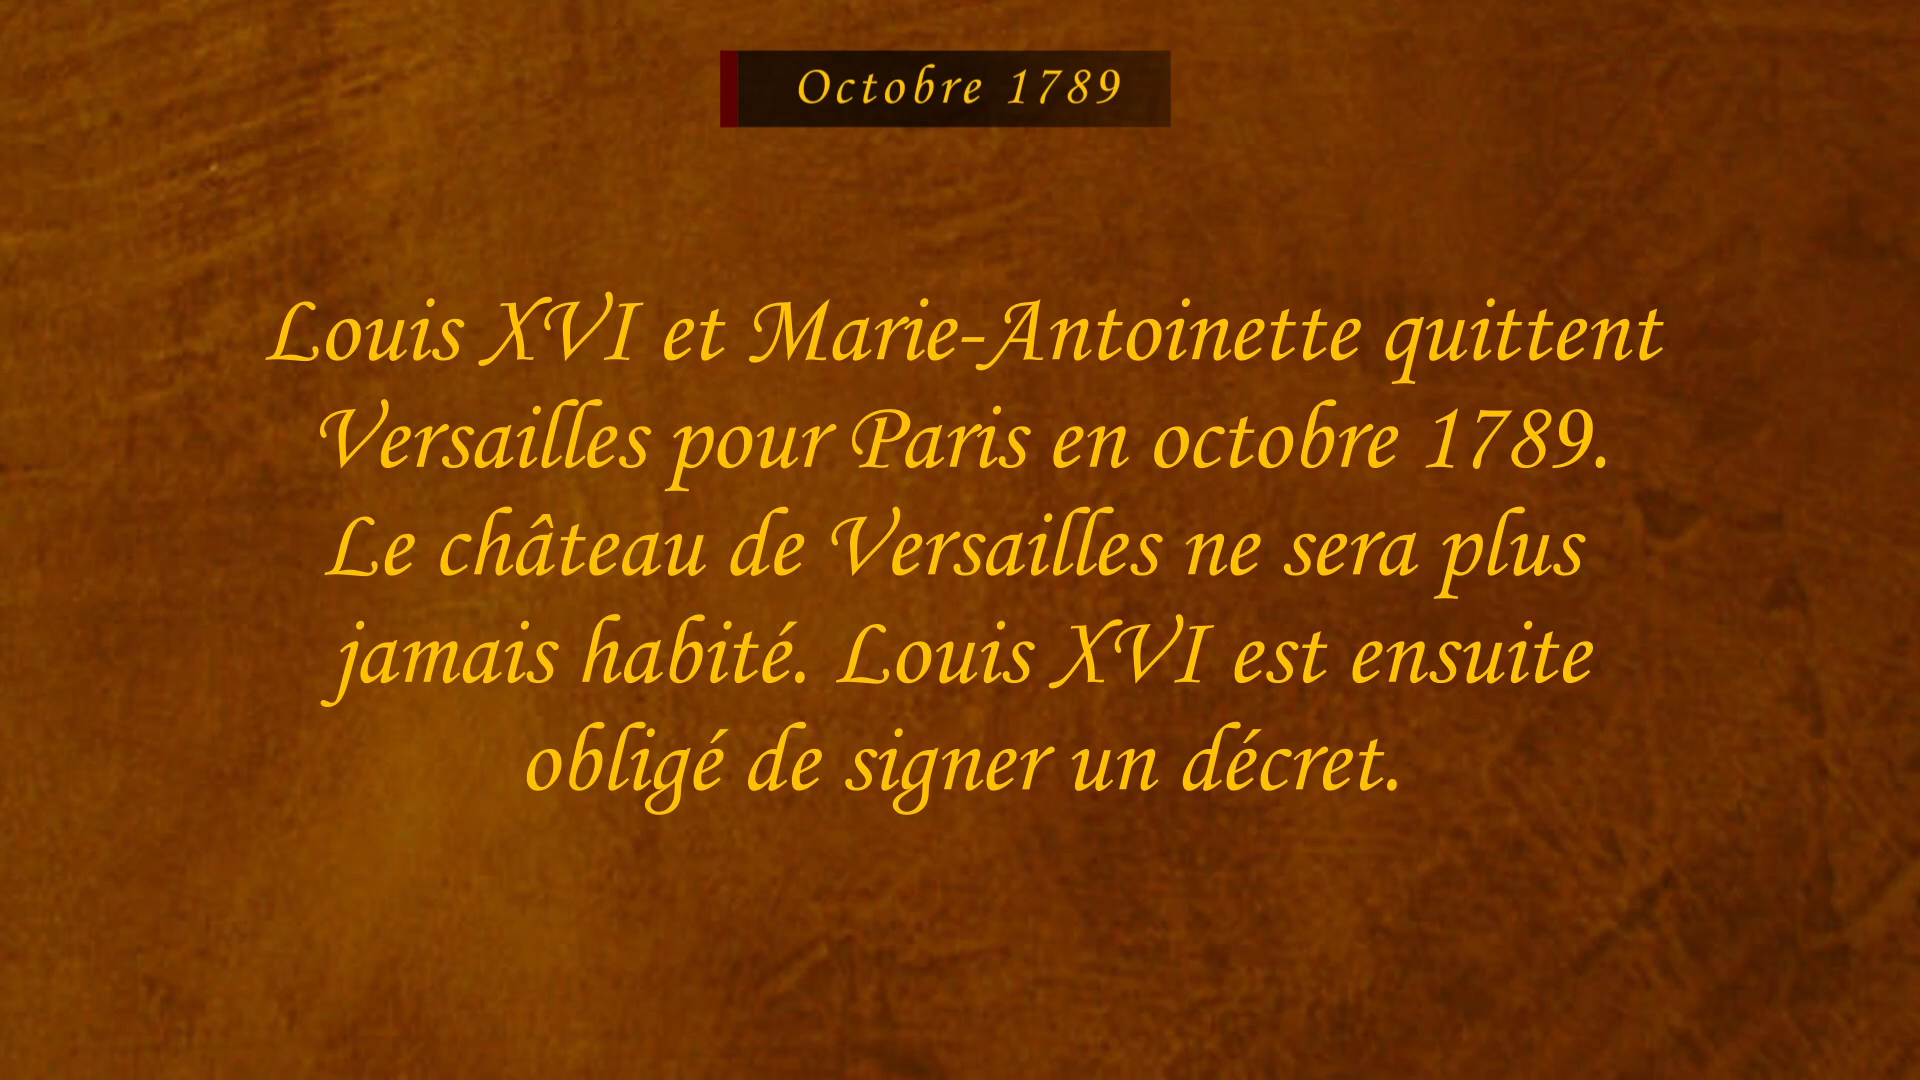 Octobre 1789
Louis XVI et Marie-Antoinette quittent
Versailles pour Paris en octobre 1789.
Le château de Versailles ne sera plus
jamais habité. Louis XVI est ensuite
obligé de signer un décret.